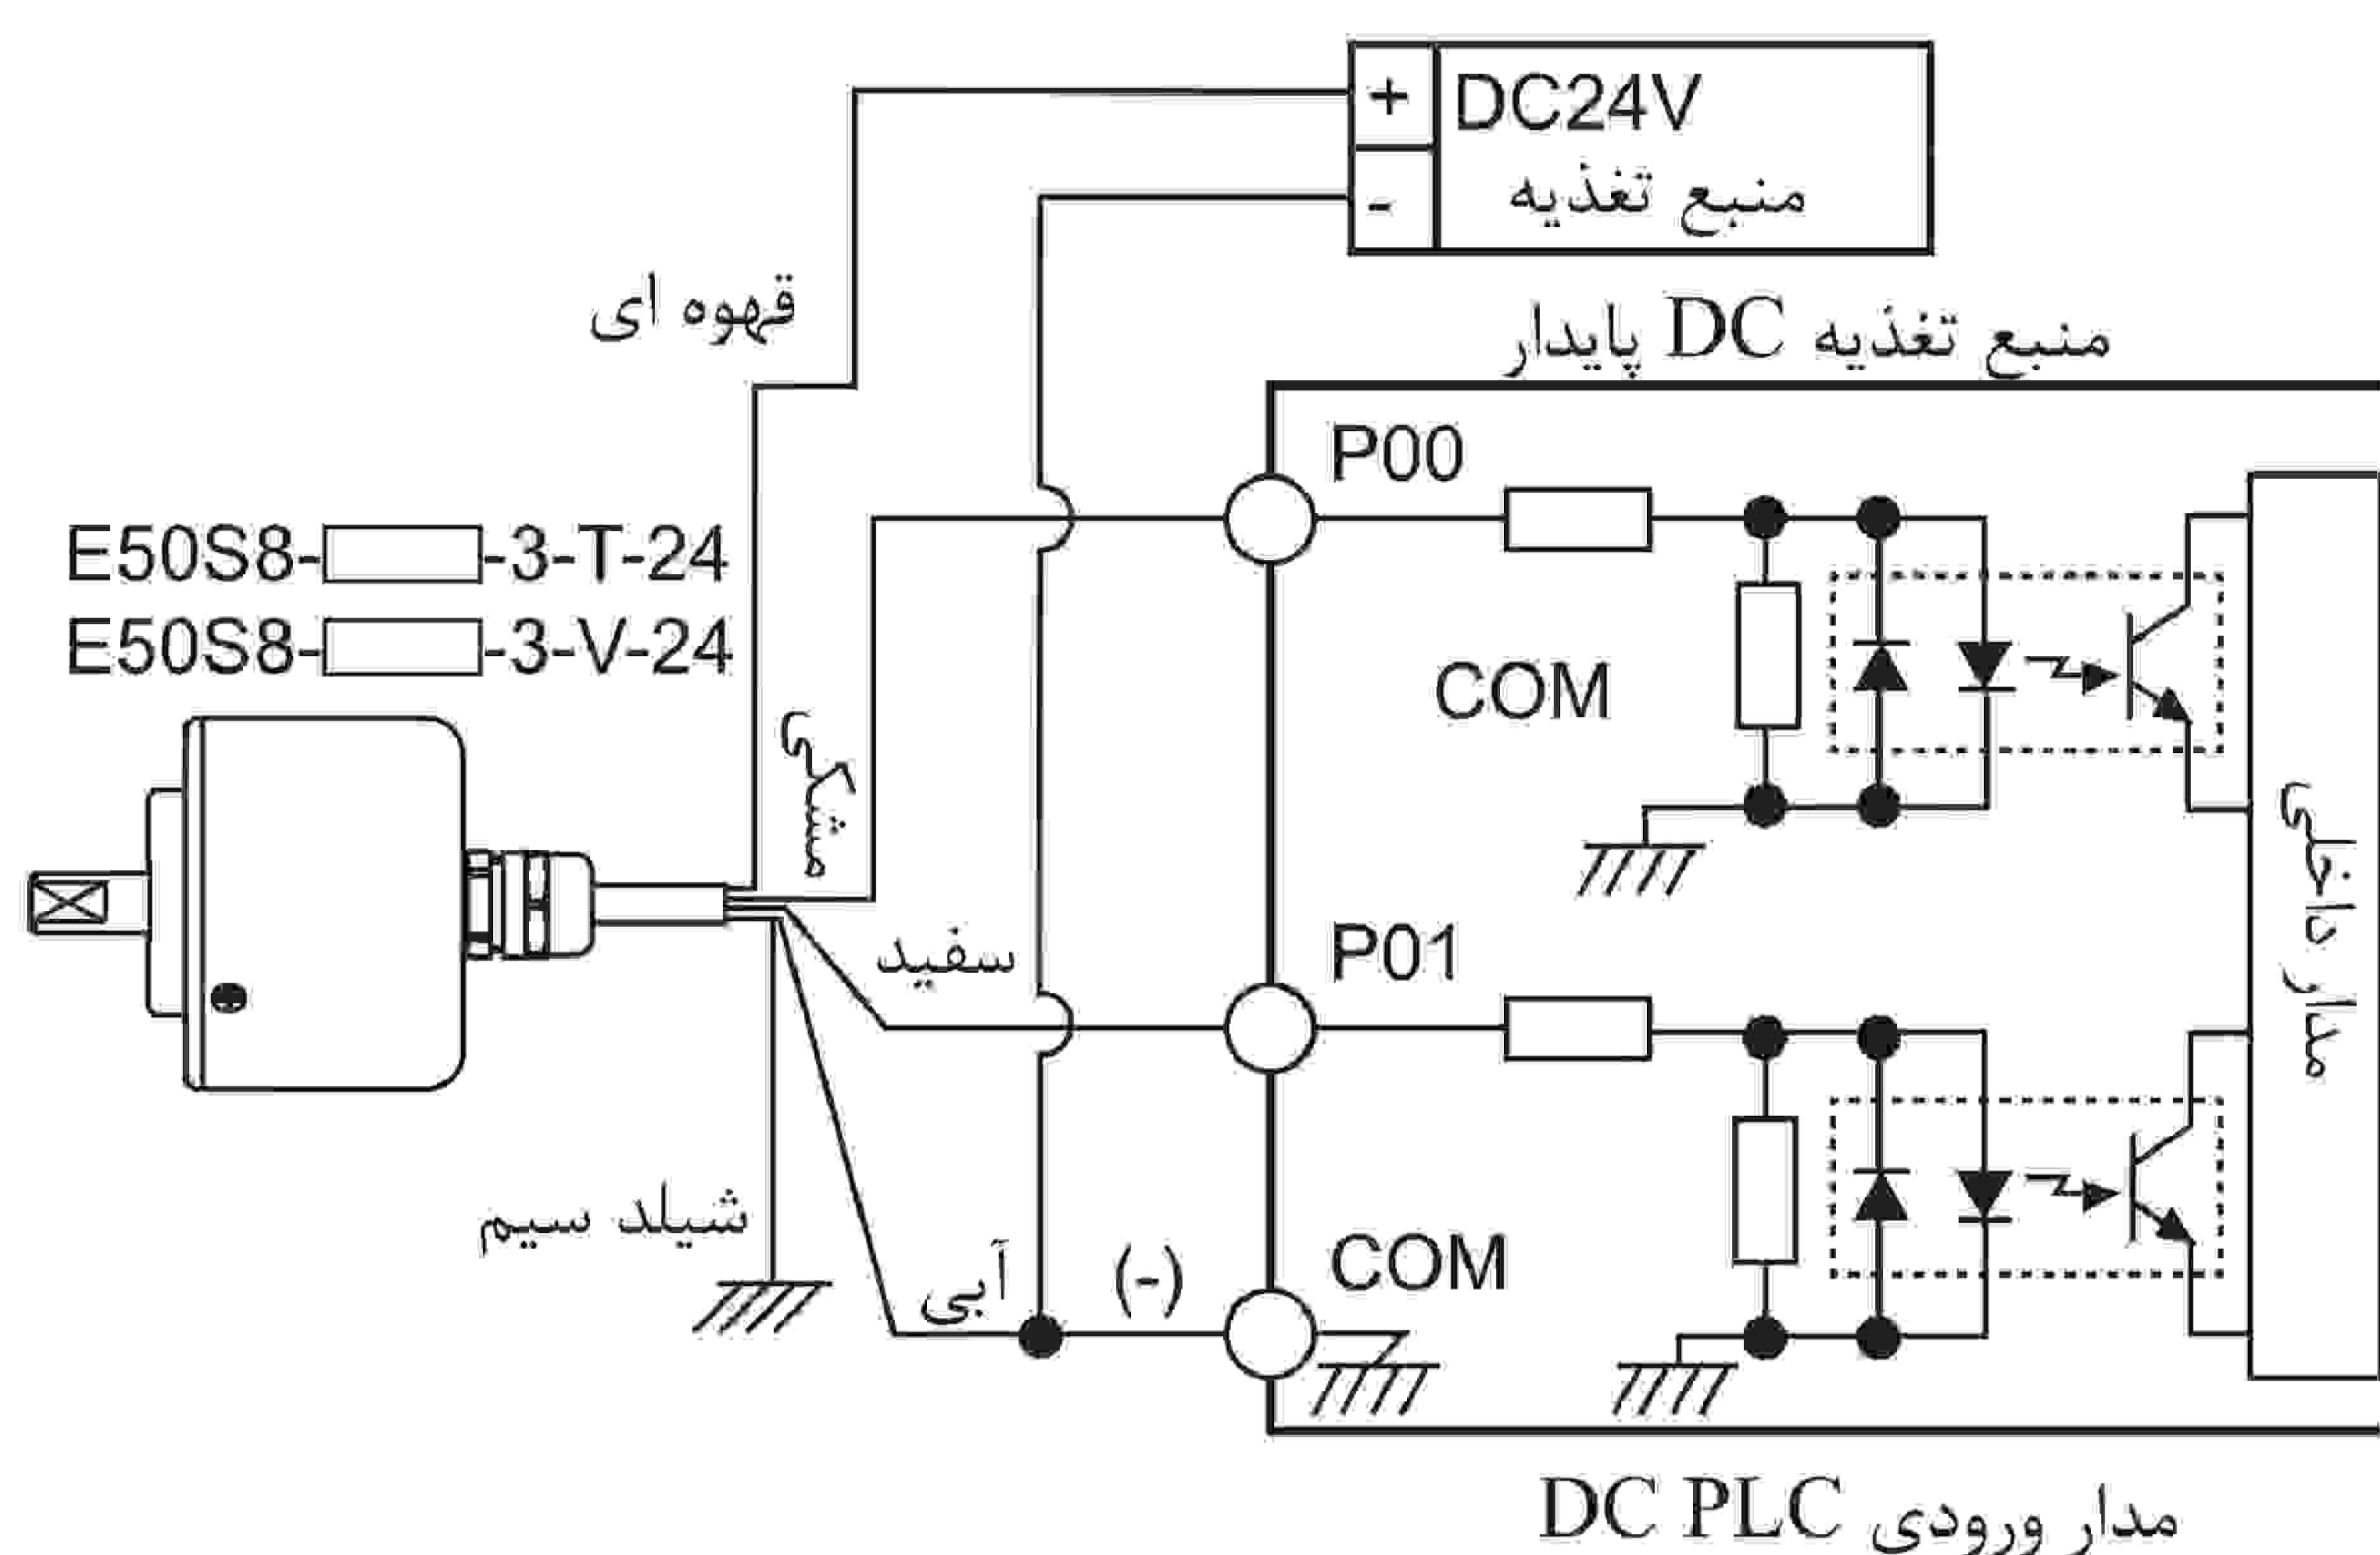 + DC24V
- منبع تغذیه
منبع تغذیه DC پایدار
قهوه ای
P00
E50S8- -3-T-24
E50S8- -3-V-24
COM
مشکی
مدار داخلی
سفید
P01
شیلد سیم
آبی
(-)
COM
مدار ورودی DC PLC